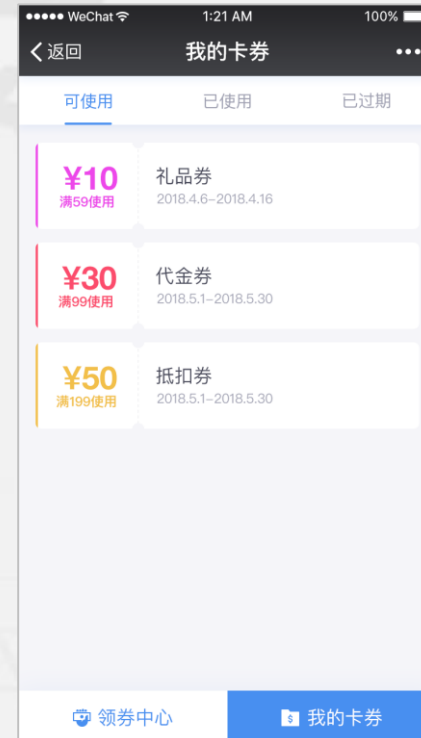 WeChat 1:21 AM 100%
返回 我的卡券
可使用 已使用 已过期
¥10 礼品券
满59使用 2018.4.6-2018.4.16
¥30 代金券
满99使用 2018.5.1-2018.5.30
¥50 抵扣券
满199使用 2018.5.1-2018.5.30
领券中心 我的卡券